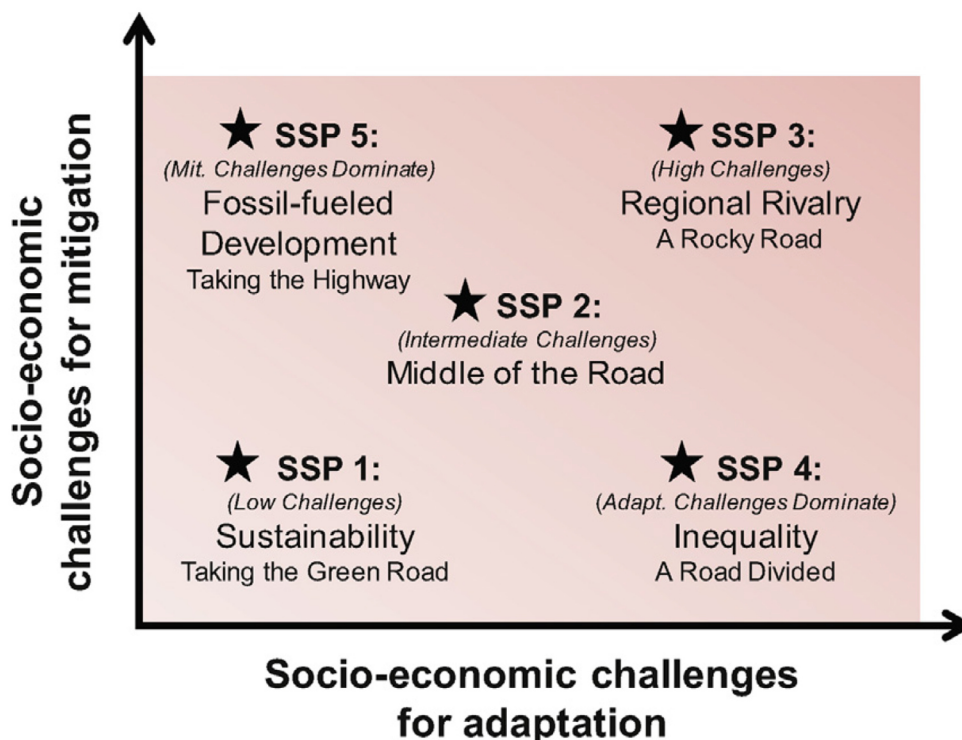 Socio-economic
challenges for mitigation
SSP 5:
(Mit. Challenges Dominate)
Fossil-fueled
Development
Taking the Highway
SSP 3:
(High Challenges)
Regional Rivalry
A Rocky Road
SSP 2:
(Intermediate Challenges)
Middle of the Road
SSP 1:
(Low Challenges)
Sustainability
Taking the Green Road
SSP 4:
(Adapt. Challenges Dominate)
Inequality
A Road Divided
Socio-economic challenges
for adaptation